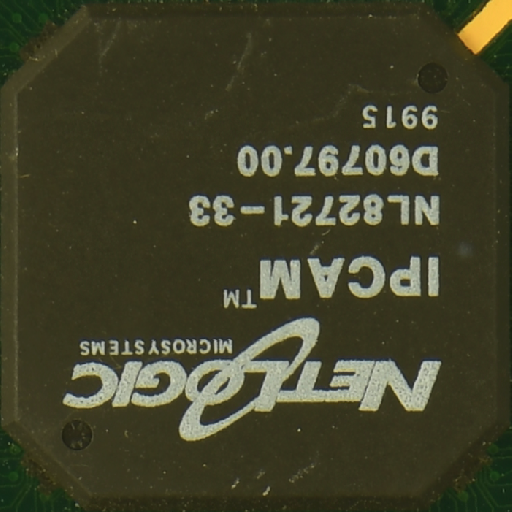 NETLOGIC
MICROSYSTEMS
IPCAM™
NL82721-33
D60797.00
9915